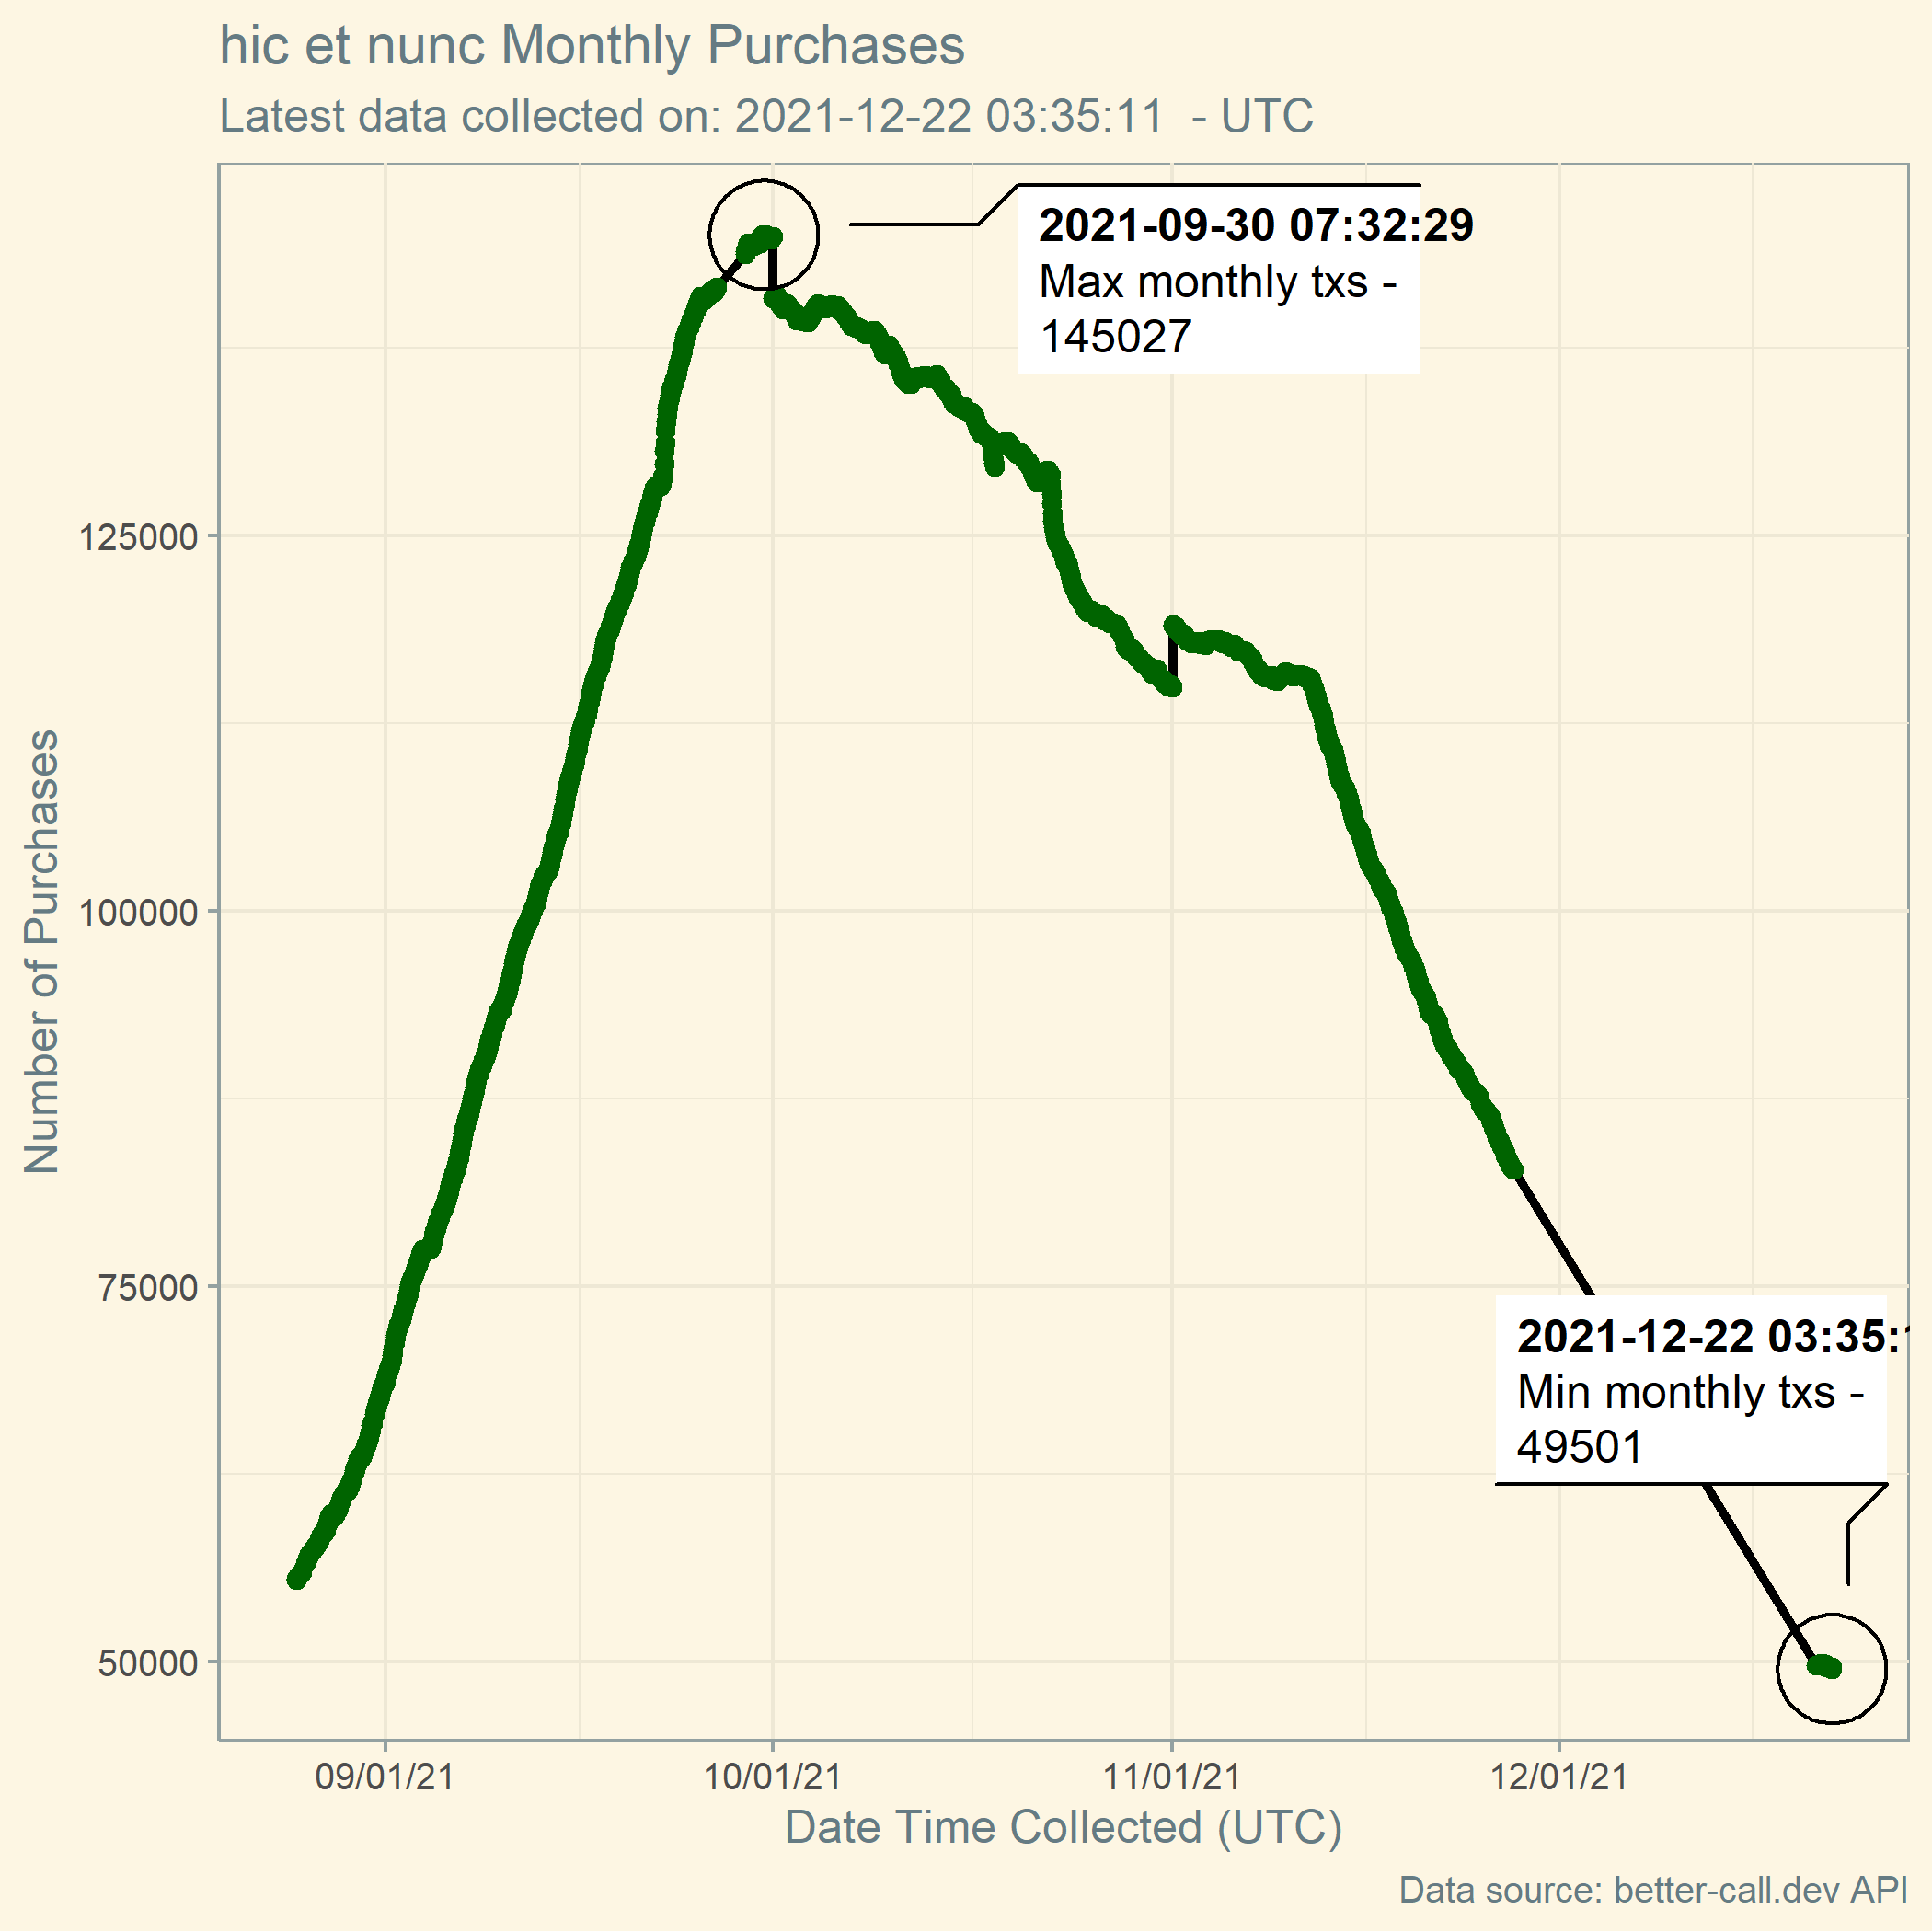 hic et nunc Monthly Purchases
Latest data collected on: 2021-12-22 03:35:11 - UTC
2021-09-30 07:32:29
Max monthly txs -
145027
125000
100000
75000
50000
Number of Purchases
2021-12-22 03:35:1
Min monthly txs -
49501
09/01/21
10/01/21
11/01/21
12/01/21
Date Time Collected (UTC)
Data source: better-call.dev API